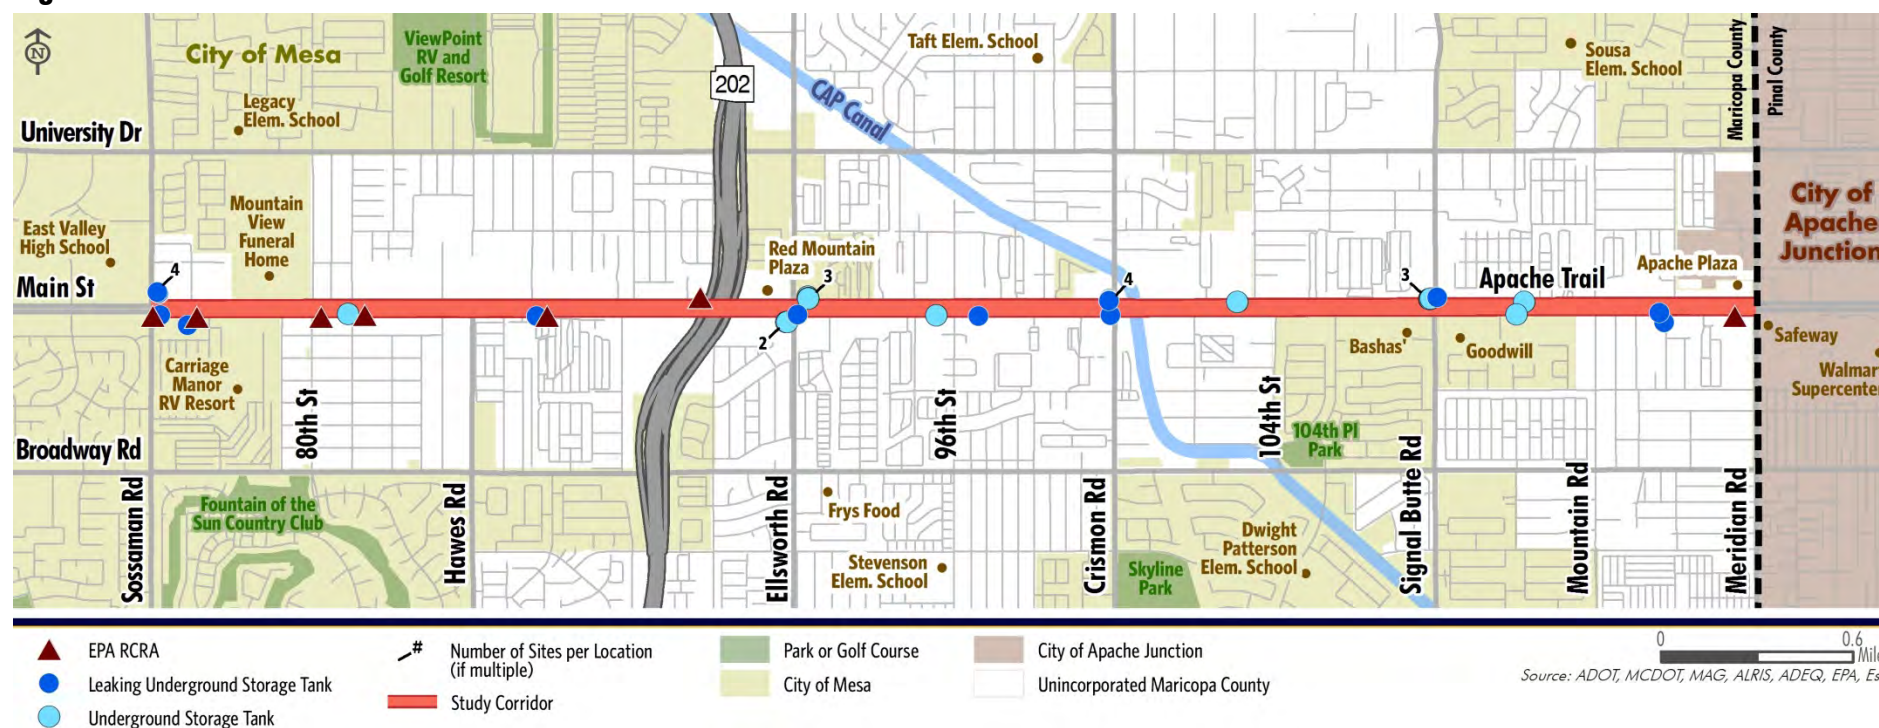 N
City of Mesa
ViewPoint
RV and
Golf Resort
202
Taft Elem. School
CAP Canal
Sousa
Elem. School
Maricopa County
Pinal County
Legacy
Elem. School
University Dr
East Valley
High School
Mountain
View
Funeral
Home
Red Mountain
Plaza
City of
Apache
Junction
Apache Plaza
Main St
4
3
4
3
Apache Trail
2
Safeway
Bashas'
Goodwill
Walmar
Supercente
Carriage
Manor
RV Resort
80th St
96th St
104th St
104th Pl
Park
Broadway Rd
Sossaman Rd
Fountain of the
Sun Country Club
Hawes Rd
Ellsworth Rd
Frys Food
Stevenson
Elem. School
Crismon Rd
Skyline
Park
Dwight
Patterson
Elem. School
Signal Butte Rd
Mountain Rd
Meridian Rd
EPA RCRA
Leaking Underground Storage Tank
Underground Storage Tank
#
Number of Sites per Location
(if multiple)
Study Corridor
Park or Golf Course
City of Mesa
City of Apache Junction
Unincorporated Maricopa County
0 0.6
Mil
Source: ADOT, MCDOT, MAG, ALRIS, ADEQ, EPA, Es